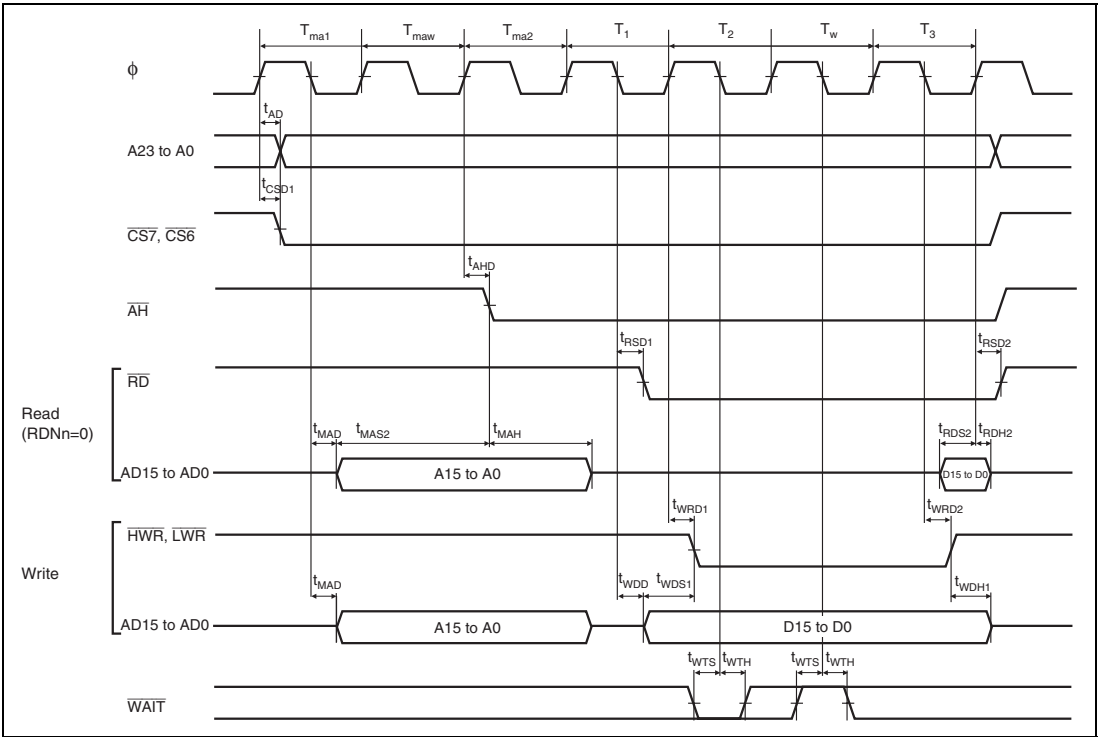 Tma1 Tmaw Tma2 T1 T2 Tw T3
ϕ
tAD
A23 to A0
tCSD1
CS7, CS6
tAHD
AH
tRSD1 tRSD2
RD
Read
(RDNn=0)
tMAD tMAS2 tMAH tRDS2 tRDH2
AD15 to AD0 A15 to A0 D15 to D0
tWRD1 tWRD2
HWR, LWR
Write
tMAD tWDD tWDS1 tWDH1
AD15 to AD0 A15 to A0 D15 to D0
tWTS tWTH tWTS tWTH
WAIT